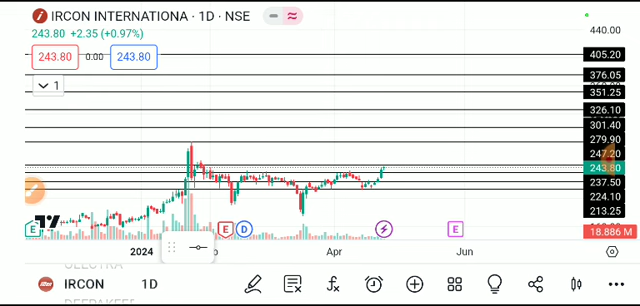 IRCON INTERNATIONA · 1D · NSE
243.80 +2.35 (+0.97%)
243.80 0.00 243.80
1
440.00
405.20
376.05
351.25
326.10
301.40
279.90
247.20
243.80
237.50
224.10
213.25
18.886M
E E D E
2024 Apr Jun
IRCON 1D